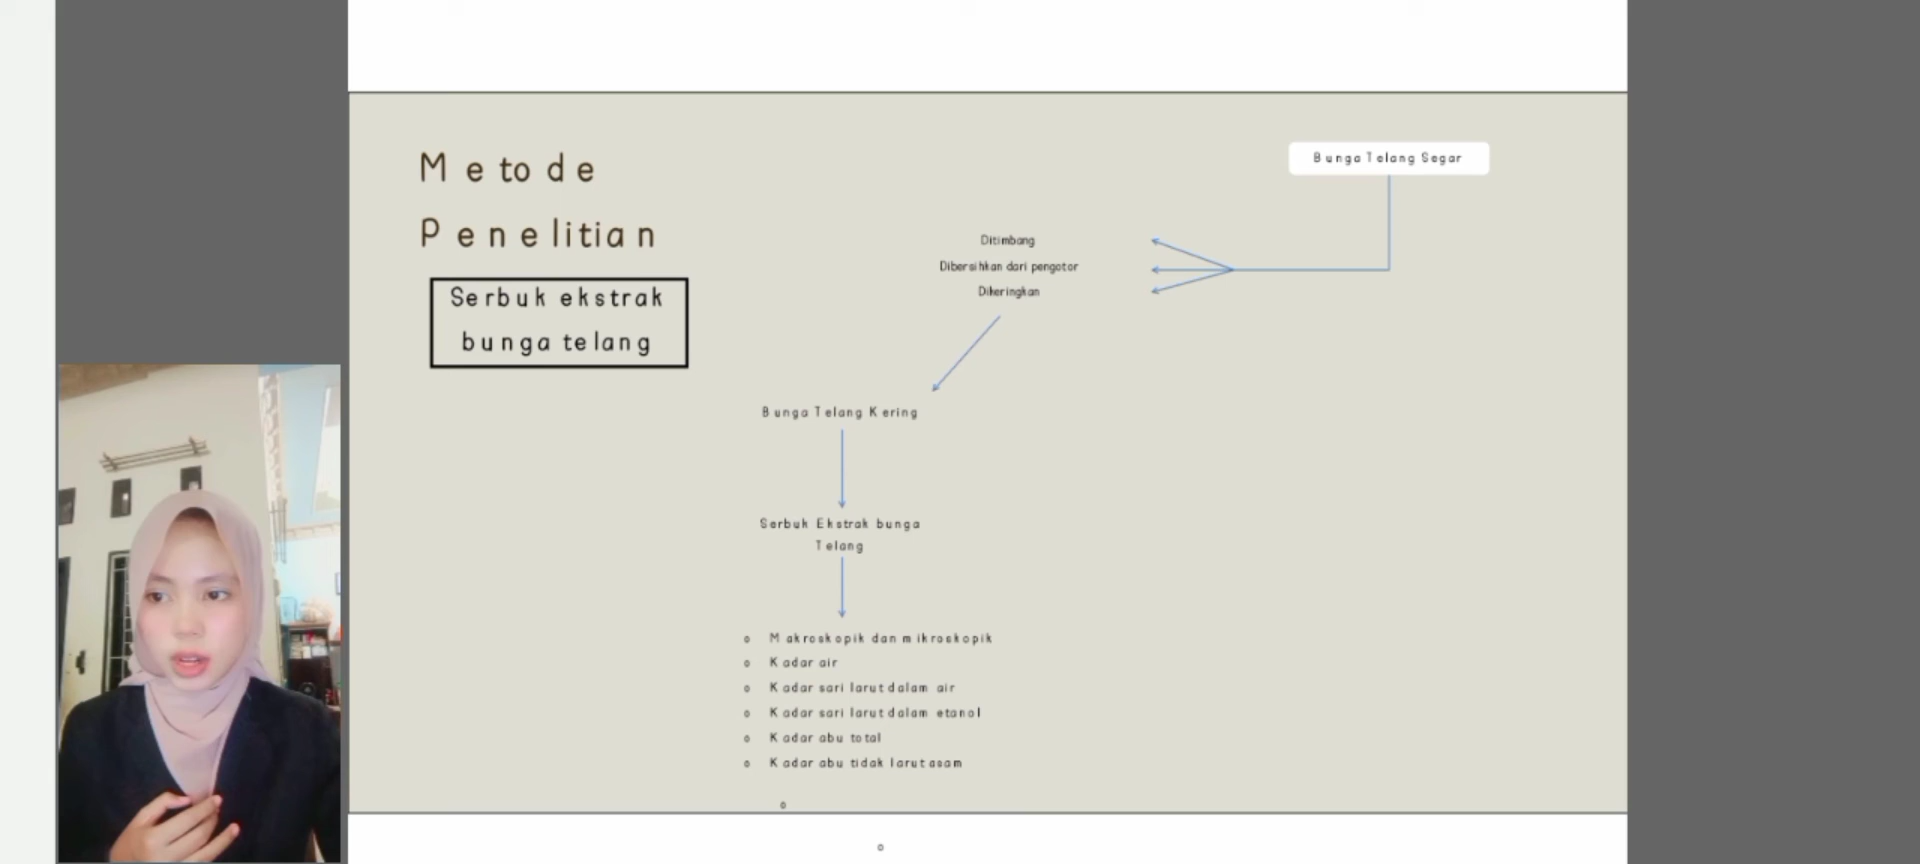 Metode
Penelitian
Serbuk ekstrak
bunga telang
Bunga Telang Segar
Ditimbang
Dibersihkan dari pengotor
Dikeringkan
Bunga Telang Kering
Serbuk Ekstrak bunga
Telang
o Makroskopik dan mikroskopik
o Kadar air
o Kadar sari larut dalam air
o Kadar sari larut dalam etanol
o Kadar abu total
o Kadar abu tidak larut asam
o
o